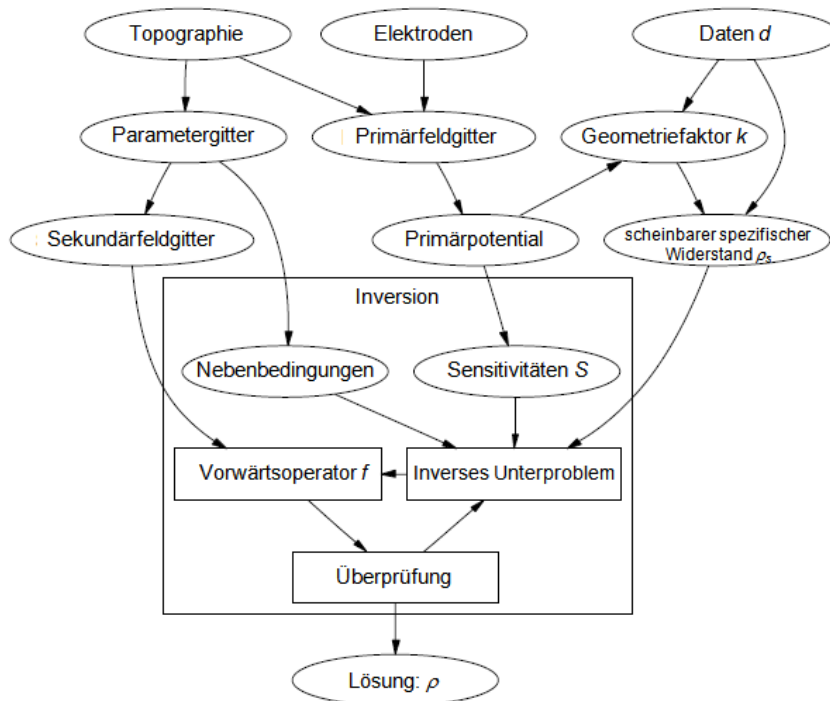 Topographie
Elektroden
Daten d
Parametergitter
Primärfeldgitter
Geometriefaktor k
Sekundärfeldgitter
Primärpotential
scheinbarer spezifischer
Widerstand ρs
Inversion
Nebenbedingungen
Sensitivitäten S
Vorwärtsoperator f
Inverses Unterproblem
Überprüfung
Lösung: ρ